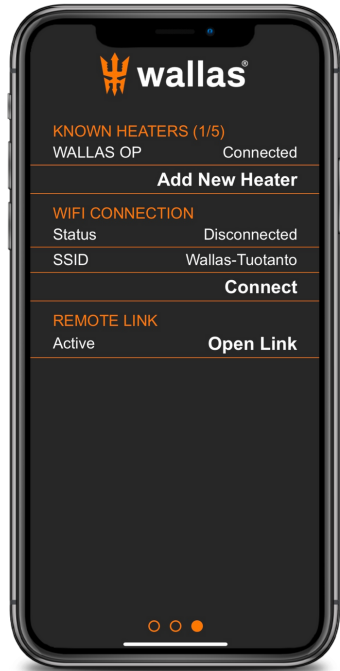 wallas®
KNOWN HEATERS (1/5)
WALLAS OP Connected
Add New Heater
WIFI CONNECTION
Status Disconnected
SSID Wallas-Tuotanto
Connect
REMOTE LINK
Active Open Link